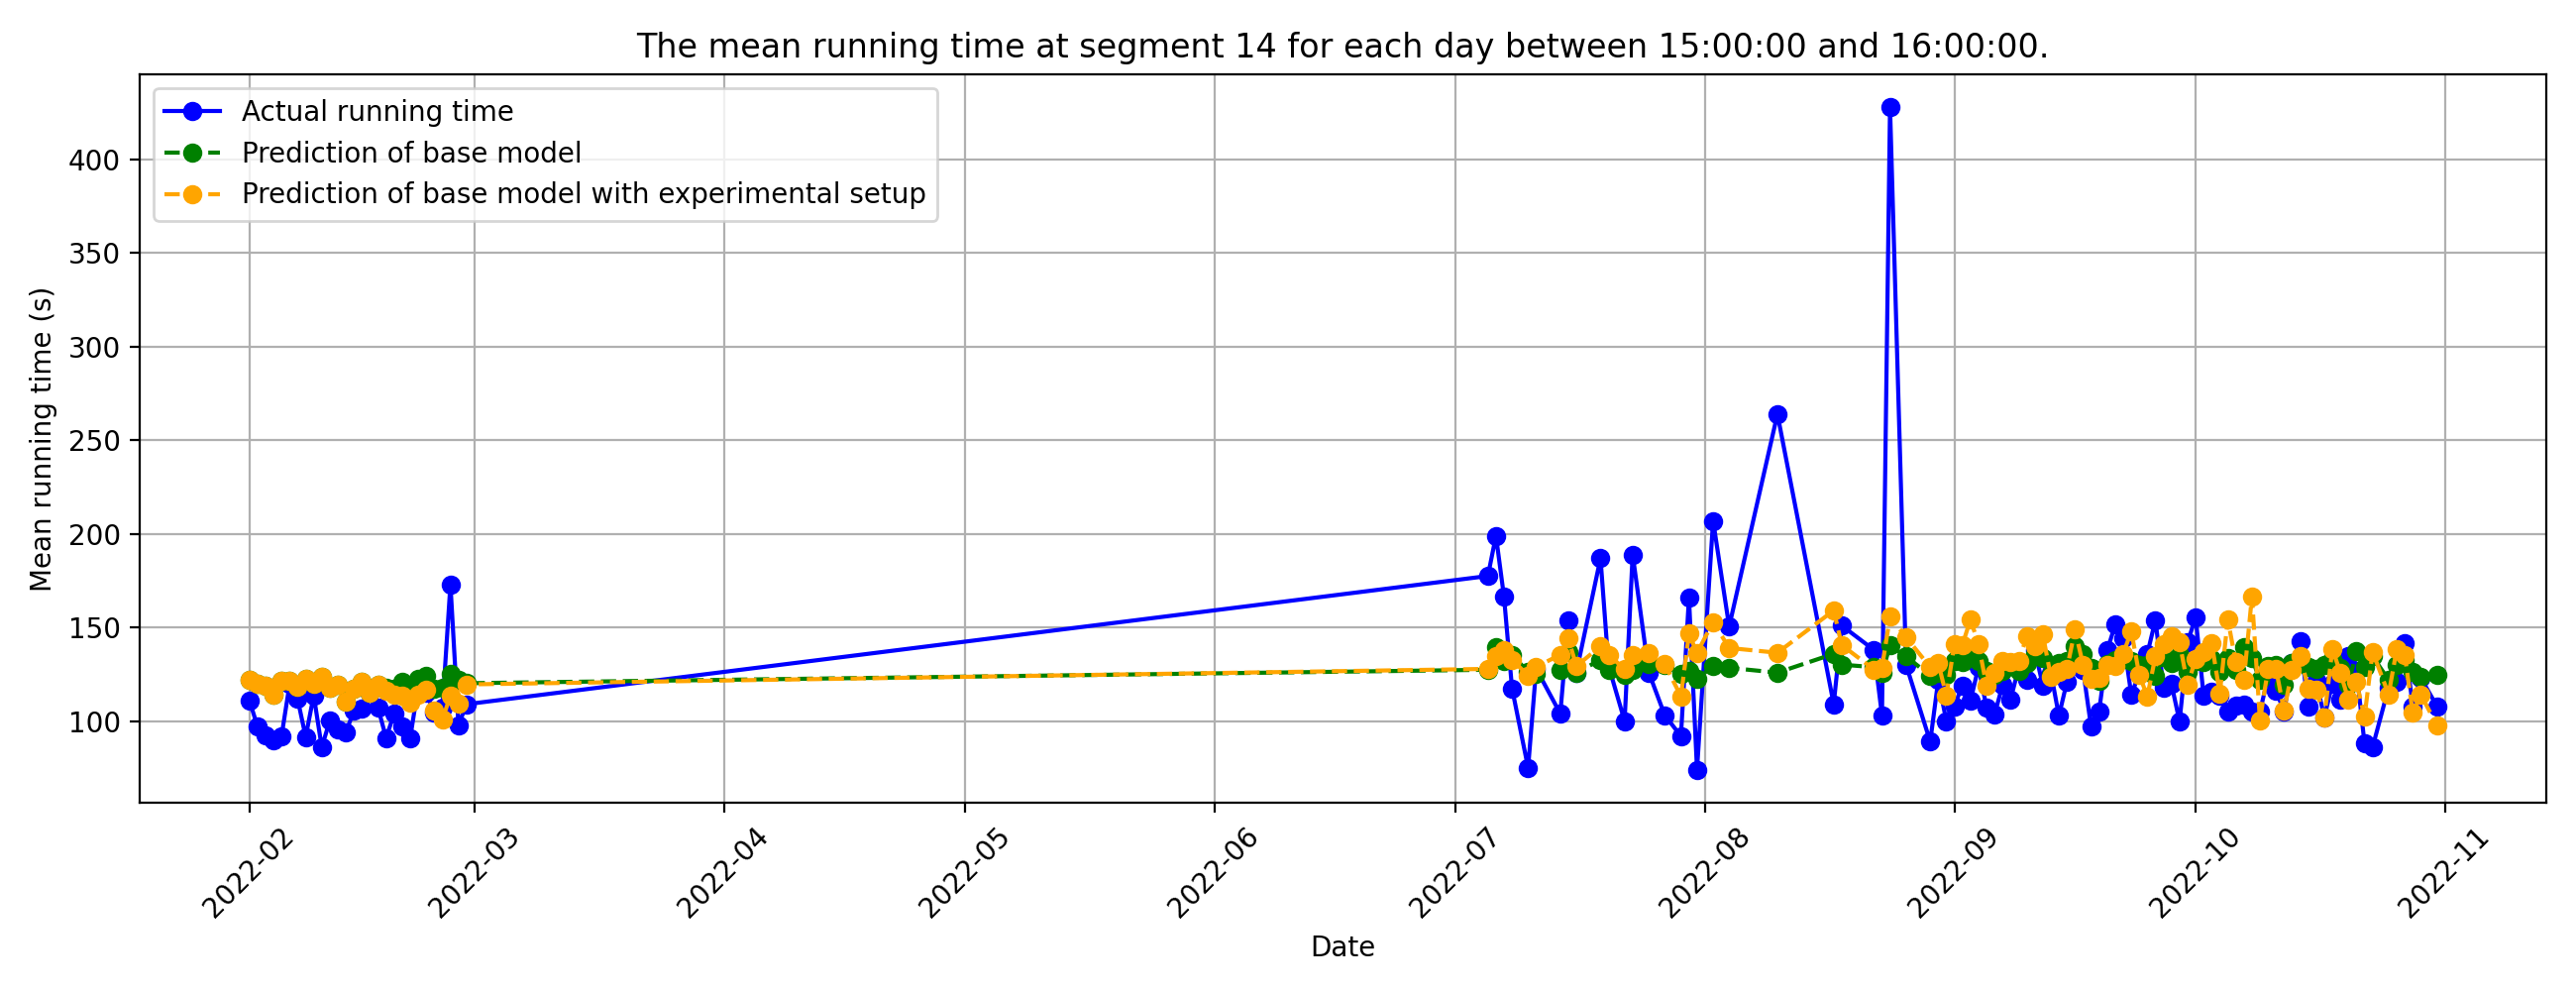 The mean running time at segment 14 for each day between 15:00:00 and 16:00:00.
Actual running time
Prediction of base model
Prediction of base model with experimental setup
Mean running time (s)
400
350
300
250
200
150
100
2022-02
2022-03
2022-04
2022-05
2022-06
2022-07
2022-08
2022-09
2022-10
2022-11
Date